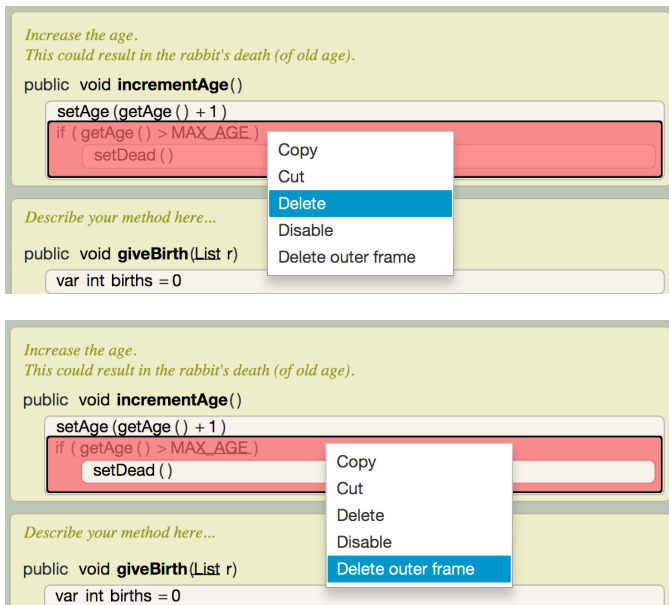 Increase the age.
This could result in the rabbit's death (of old age).
public void incrementAge()
setAge (getAge () + 1 )
if ( getAge () > MAX_AGE )
setDead ()
Copy
Cut
Delete
Disable
Delete outer frame
Describe your method here...
public void giveBirth(List r)
var int births = 0
Increase the age.
This could result in the rabbit's death (of old age).
public void incrementAge()
setAge (getAge () + 1 )
if ( getAge () > MAX_AGE )
setDead ()
Copy
Cut
Delete
Disable
Delete outer frame
Describe your method here...
public void giveBirth(List r)
var int births = 0